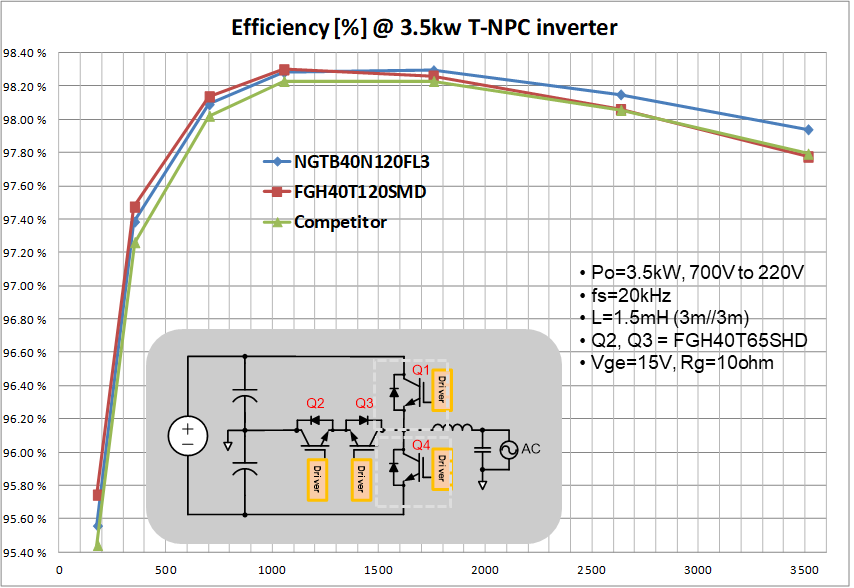 Efficiency [%] @ 3.5kw T-NPC inverter
98.40 %
98.20 %
98.00 %
97.80 %
97.60 %
97.40 %
97.20 %
97.00 %
96.80 %
96.60 %
96.40 %
96.20 %
96.00 %
95.80 %
95.60 %
95.40 %
NGTB40N120FL3
FGH40T120SMD
Competitor
• Po=3.5kW, 700V to 220V
• fs=20kHz
• L=1.5mH (3m//3m)
• Q2, Q3 = FGH40T65SHD
• Vge=15V, Rg=10ohm
Q1
Driver
Q2
Q3
Driver
Driver
Q4
Driver
AC
0 500 1000 1500 2000 2500 3000 3500